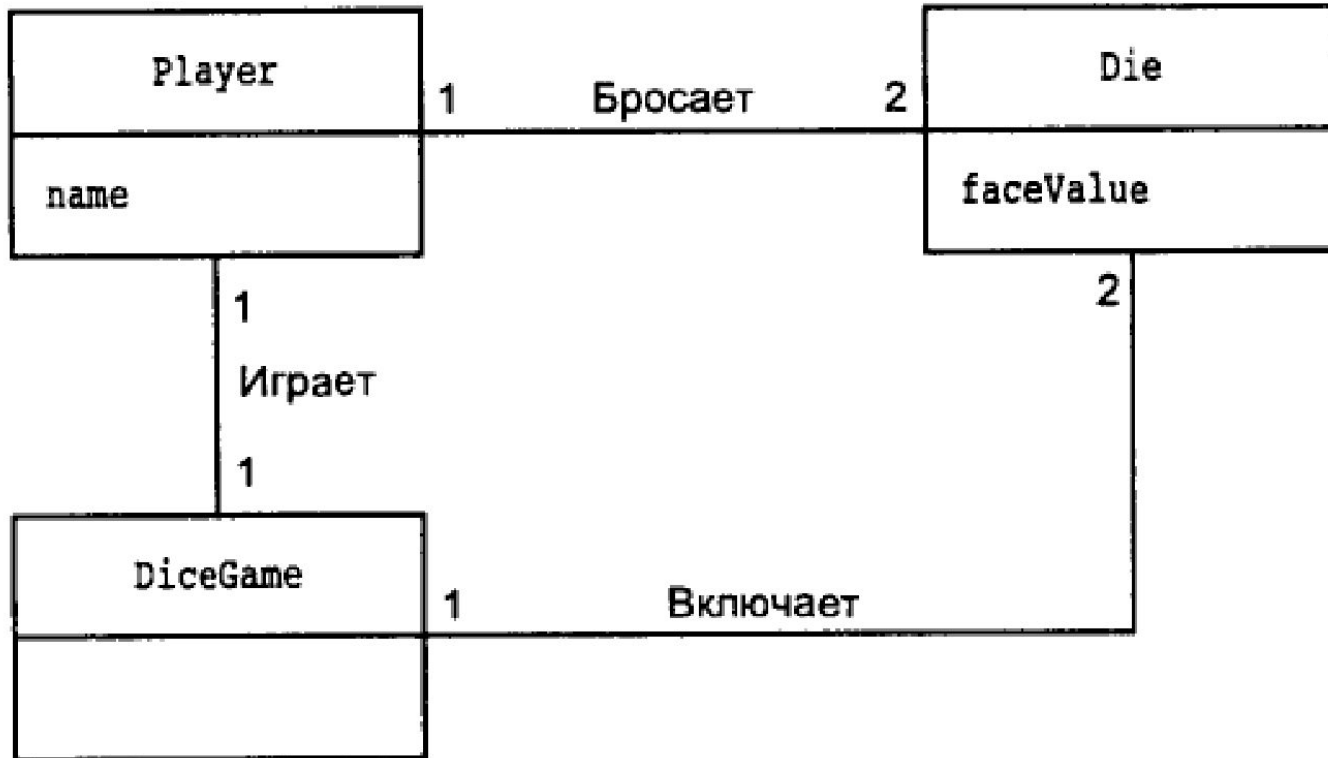 Player
name
1
Бросает
2
Die
faceValue
1
Играет
1
2
DiceGame
1
Включает